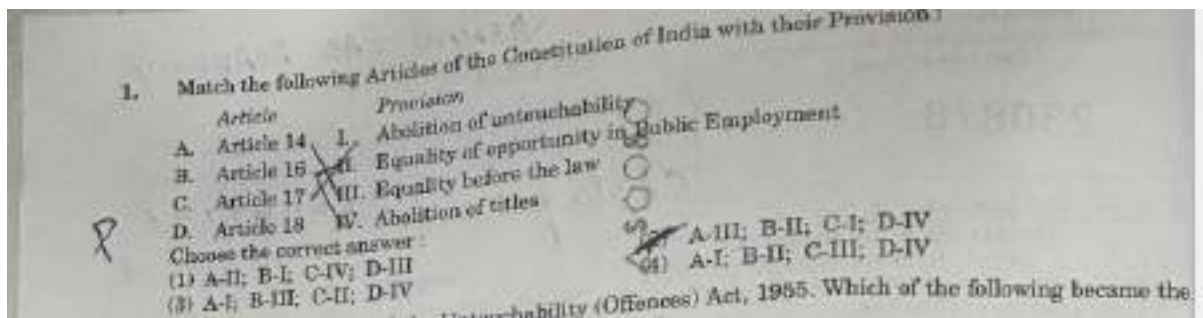 1. Match the following Articles of the Constitution of India with their Provision :
Article Provision
A. Article 14 I. Abolition of untouchability
B. Article 16 II. Equality of opportunity in Public Employment
C. Article 17 III. Equality before the law
D. Article 18 IV. Abolition of titles
Choose the correct answer :
(1) A-II; B-I; C-IV; D-III
A-III; B-II; C-I; D-IV
(3) A-I; B-III; C-II; D-IV
(4) A-I; B-II; C-III; D-IV
Untouchability (Offences) Act, 1955. Which of the following became the